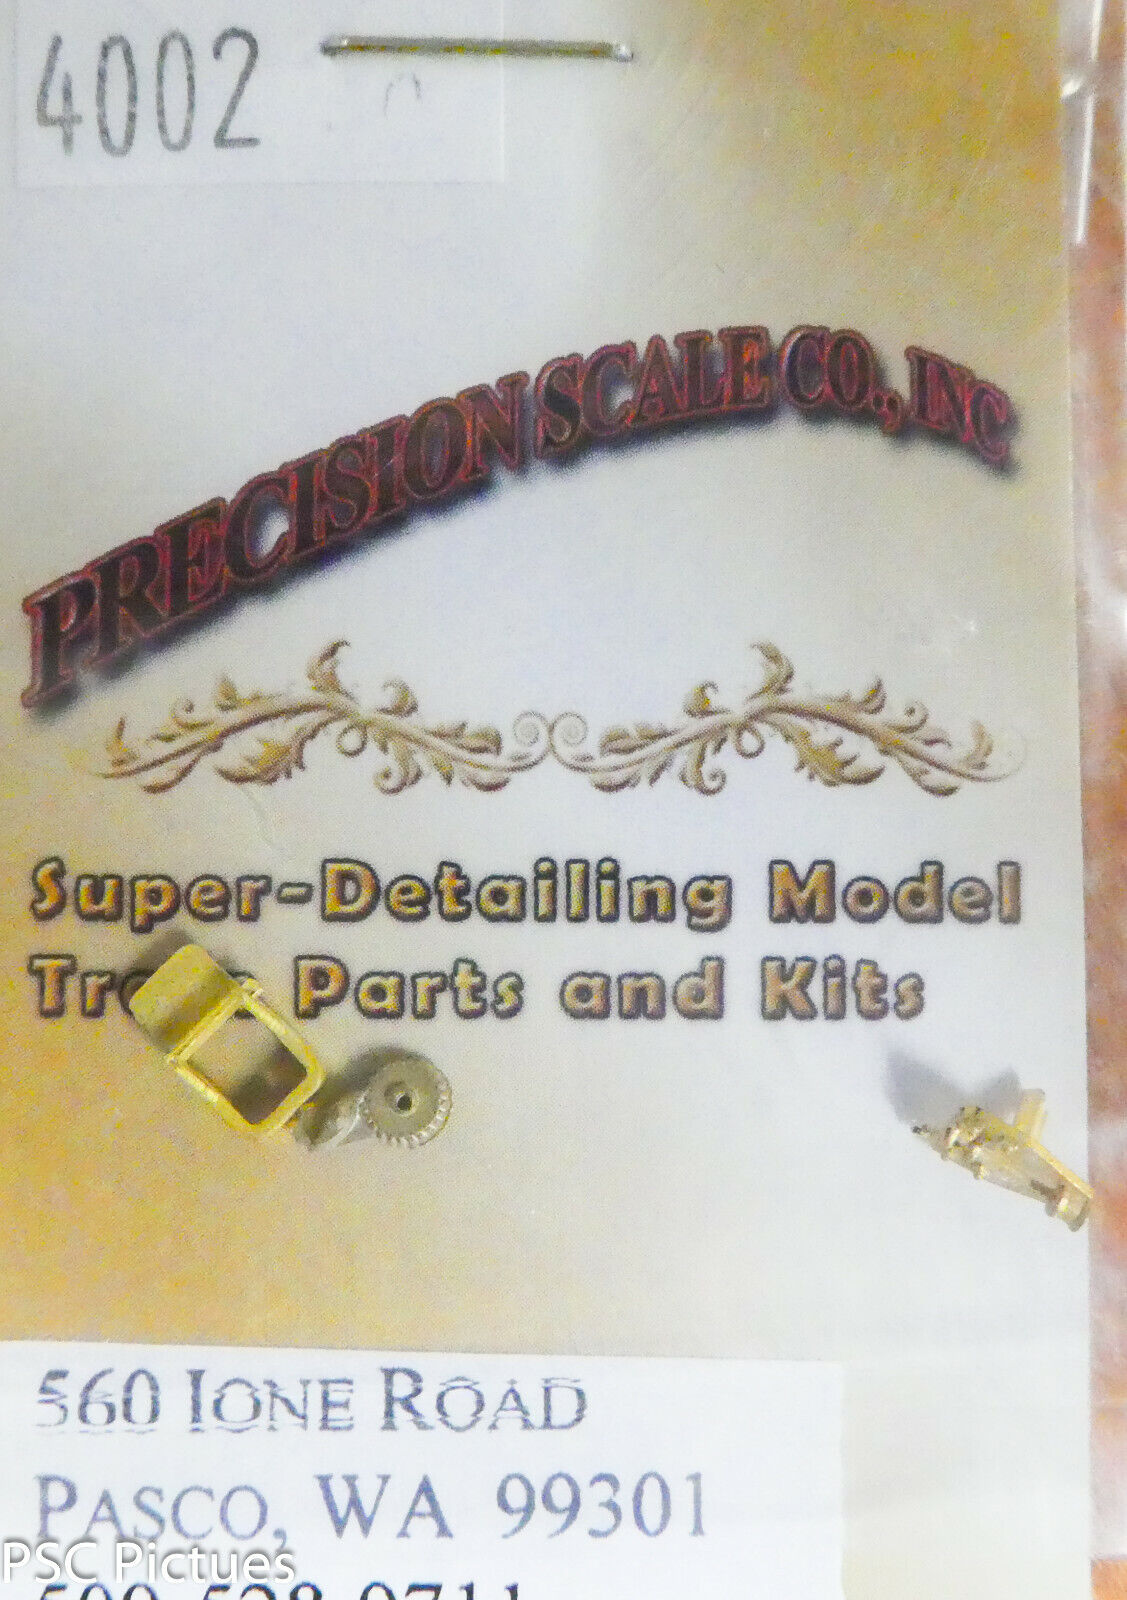 4002
PRECISION SCALE CO., INC
Super-Detailing Model
Parts and Kits
560 IONE ROAD
PASCO, WA 99301
PSC Pictues